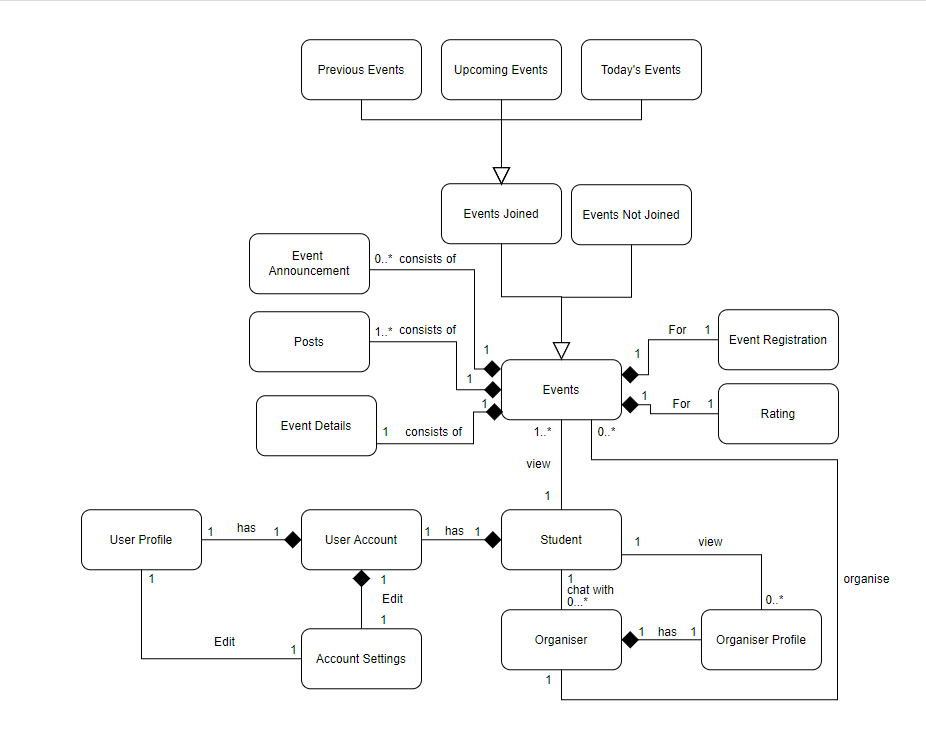 Previous Events
Upcoming Events
Today's Events
Events Joined
Events Not Joined
Event
Announcement
0..* consists of
Posts
1..* consists of
1
1
1
Event Details
1 consists of
Events
1 For 1
Event Registration
1 For 1
Rating
1..*
0..*
view
1
User Profile
1 has 1
User Account
1 has 1
Student
1 view
0..*
organise
1
1
Edit
1
1
chat with
0...*
Edit
1
Account Settings
Organiser
1 has 1
Organiser Profile
1